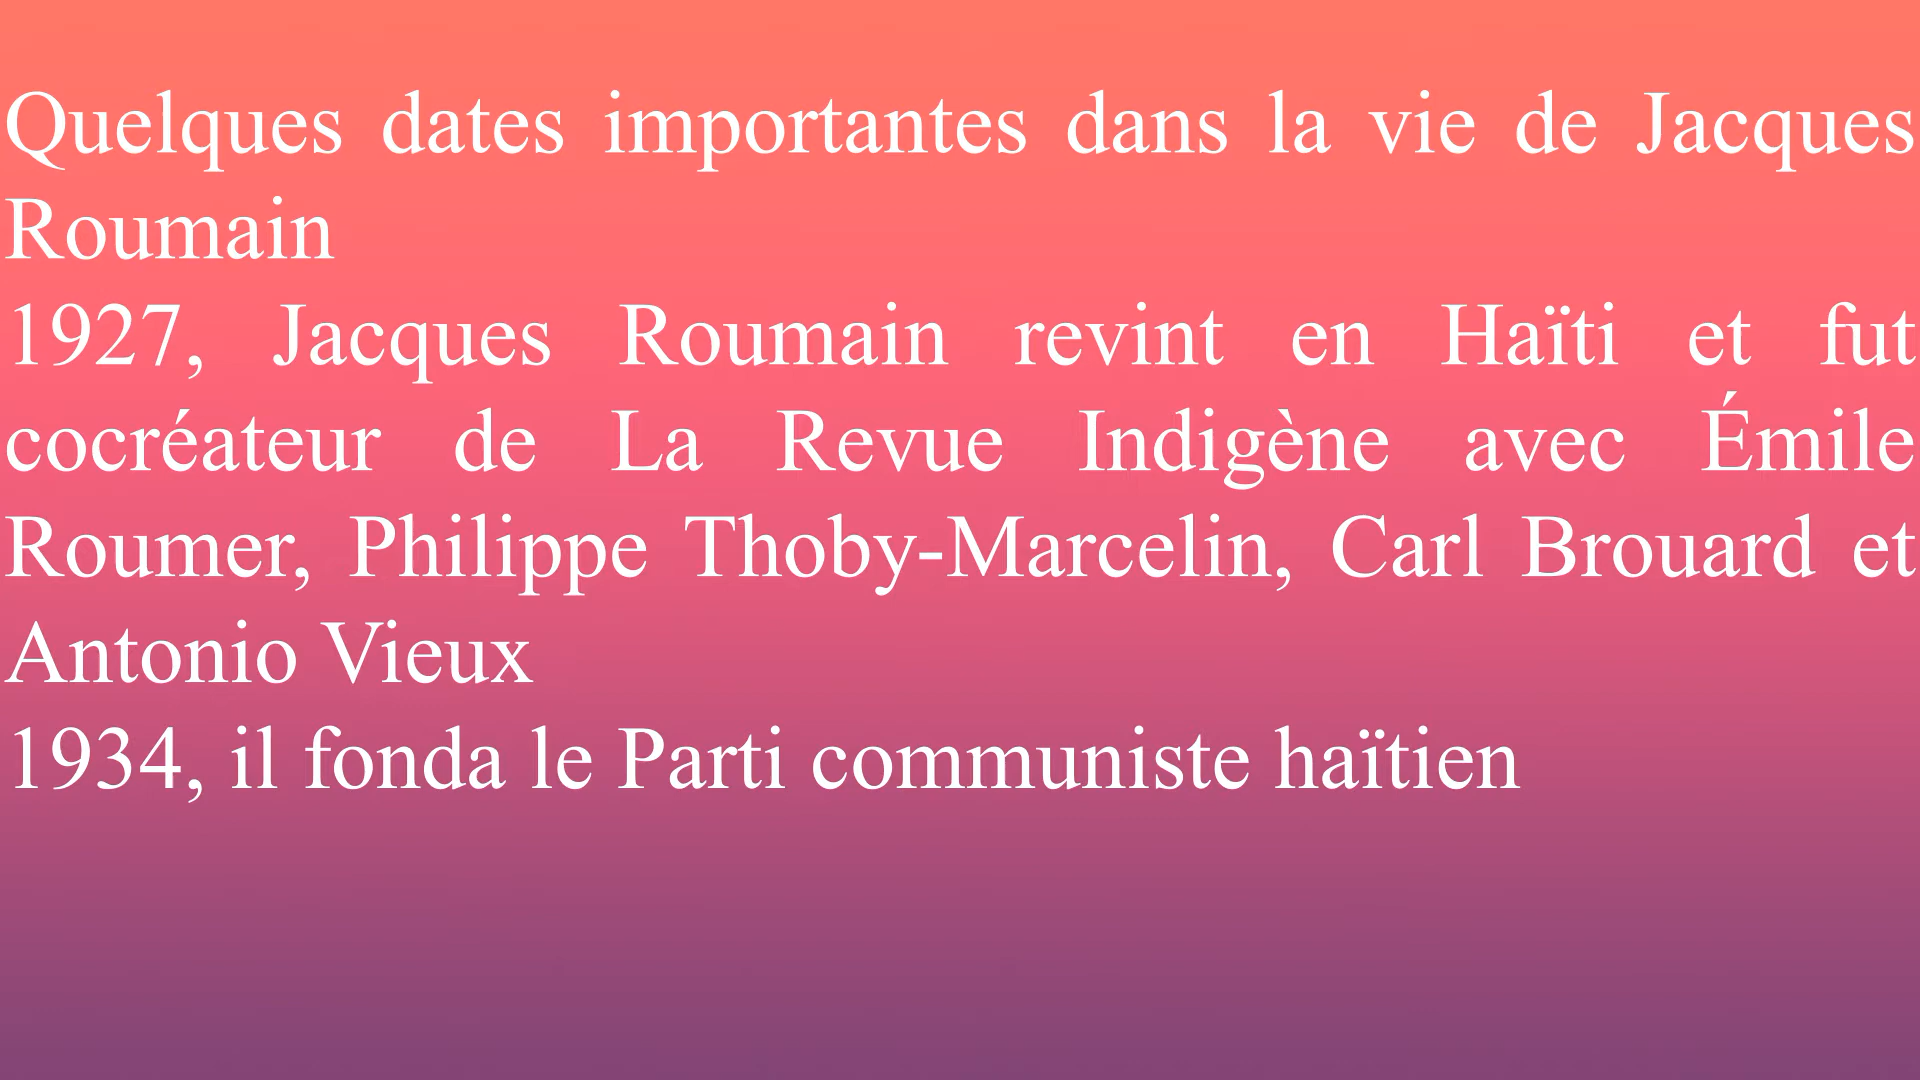 Quelques dates importantes dans la vie de Jacques
Roumain
1927, Jacques Roumain revint en Haïti et fut
cocréateur de La Revue Indigène avec Émile
Roumer, Philippe Thoby-Marcelin, Carl Brouard et
Antonio Vieux
1934, il fonda le Parti communiste haïtien